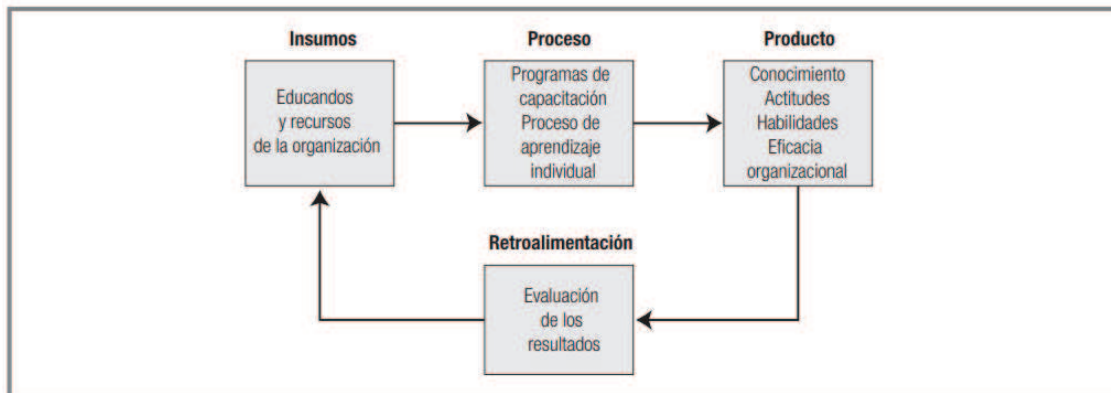 Insumos
Educandos
y recursos
de la organización
Proceso
Programas de
capacitación
Proceso de
aprendizaje
individual
Producto
Conocimiento
Actitudes
Habilidades
Eficacia
organizacional
Retroalimentación
Evaluación
de los
resultados